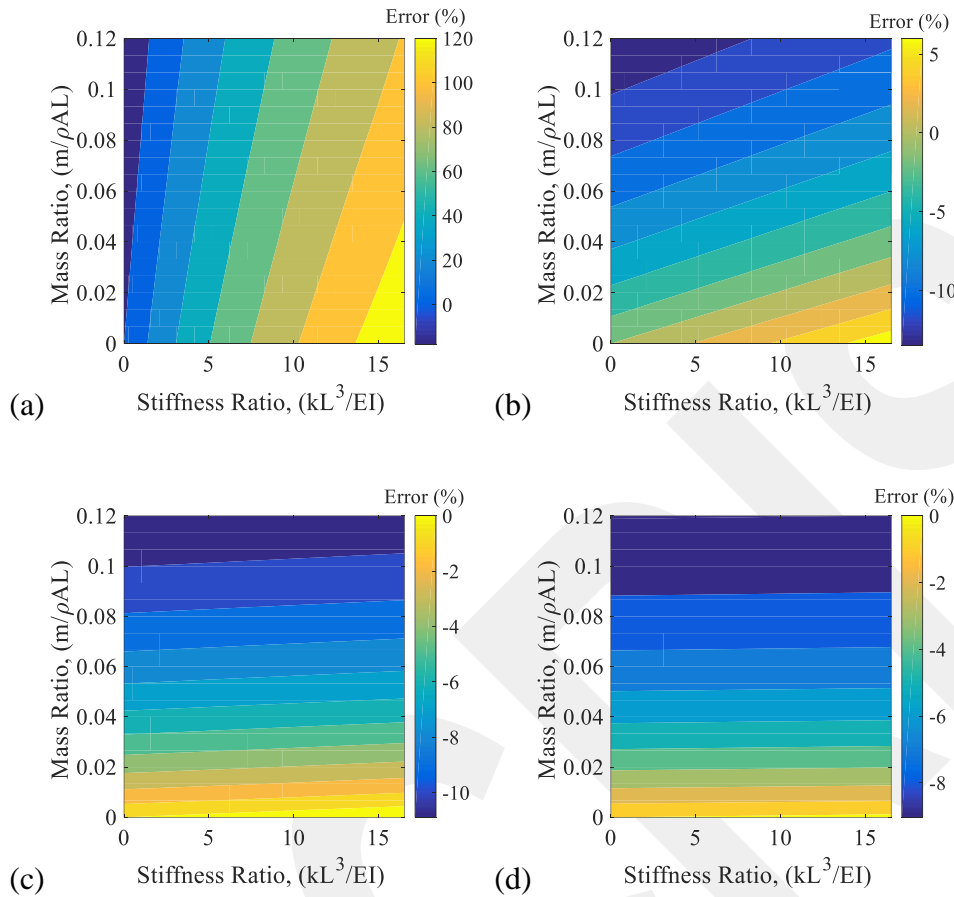 Error (%)
0.12
0.1
0.08
0.06
0.04
0.02
0
Mass Ratio, (m/ρAL)
0 5 10 15
Stiffness Ratio, (kL³/EI)
120
100
80
60
40
20
0
(a)
Error (%)
0.12
0.1
0.08
0.06
0.04
0.02
0
Mass Ratio, (m/ρAL)
0 5 10 15
Stiffness Ratio, (kL³/EI)
5
0
-5
-10
(b)
Error (%)
0.12
0.1
0.08
0.06
0.04
0.02
0
Mass Ratio, (m/ρAL)
0 5 10 15
Stiffness Ratio, (kL³/EI)
0
-2
-4
-6
-8
-10
(c)
Error (%)
0.12
0.1
0.08
0.06
0.04
0.02
0
Mass Ratio, (m/ρAL)
0 5 10 15
Stiffness Ratio, (kL³/EI)
0
-2
-4
-6
-8
(d)